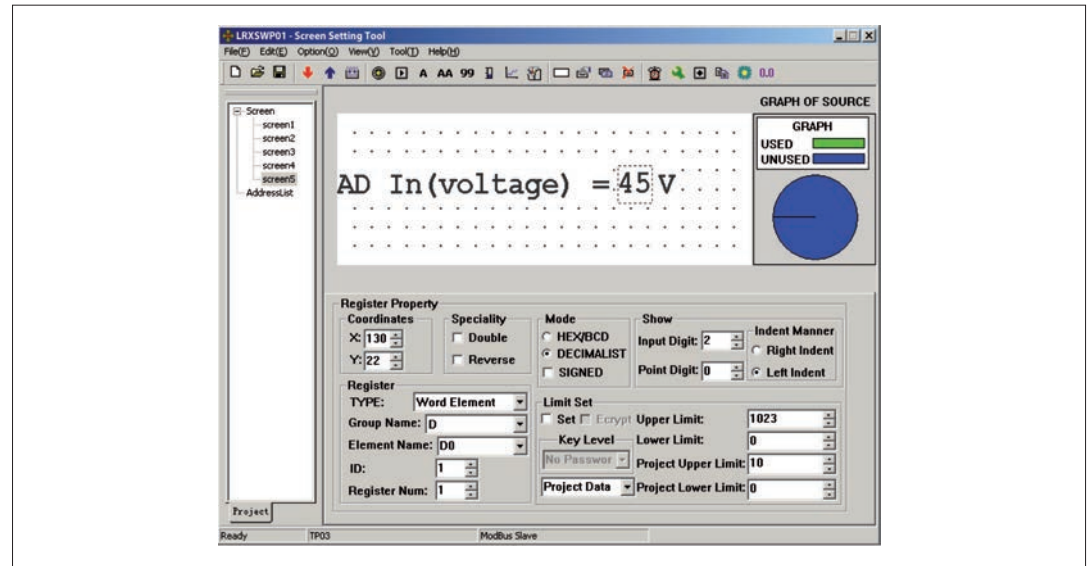 LRXSWP01 - Screen Setting Tool
File(F) Edit(E) Option(O) View(V) Tool(T) Help(H)
A AA 99 0.0
Screen
screen1
screen2
screen3
screen4
screen5
AddressList
Project
AD In(voltage) = 45 V
GRAPH OF SOURCE
GRAPH
USED
UNUSED
Register Property
Coordinates
X: 130
Y: 22
Speciality
Double
Reverse
Mode
HEX/BCD
DECIMALIST
SIGNED
Show
Input Digit: 2
Point Digit: 0
Indent Manner
Right Indent
Left Indent
Register
TYPE: Word Element
Group Name: D
Element Name: D0
ID: 1
Register Num: 1
Limit Set
Set Ecrypt
Key Level
No Passwor
Project Data
Upper Limit: 1023
Lower Limit: 0
Project Upper Limit: 10
Project Lower Limit: 0
Ready TP03 ModBus Slave